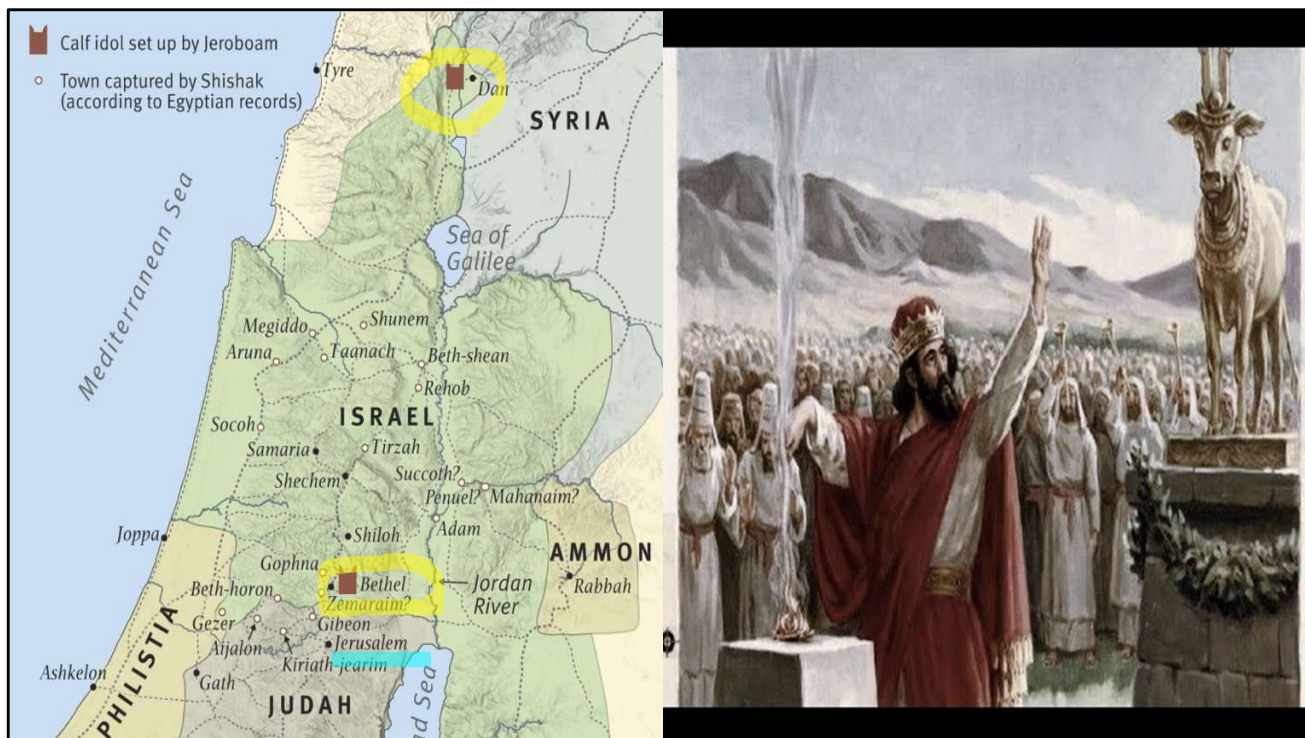 Calf idol set up by Jeroboam
Town captured by Shishak
(according to Egyptian records)
Tyre
Dan
SYRIA
Mediterranean Sea
Sea of
Galilee
Megiddo
Shunem
Aruna
Taanach
Beth-shean
Rehob
ISRAEL
Socoh
Samaria
Tirzah
Shechem
Succoth?
Penuel?
Mahanaim?
Adam
Joppa
Shiloh
AMMON
Gophna
Bethel
Jordan
River
Rabbah
Beth-horon
Zemaraim?
Gezer
Gibeon
Aijalon
Jerusalem
Kiriath-jearim
PHILISTIA
Ashkelon
Gath
JUDAH
Sea